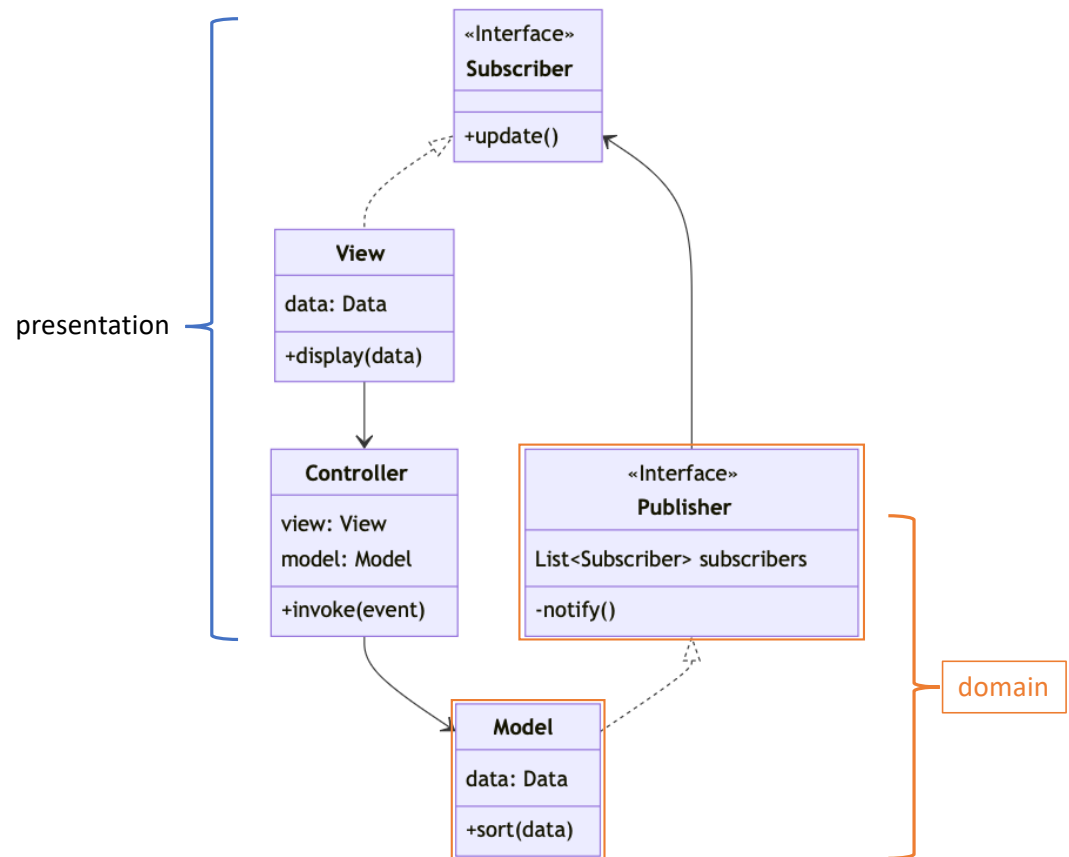 «Interface»
Subscriber
+update()
View
data: Data
+display(data)
presentation
Controller
view: View
model: Model
+invoke(event)
«Interface»
Publisher
List<Subscriber> subscribers
-notify()
domain
Model
data: Data
+sort(data)